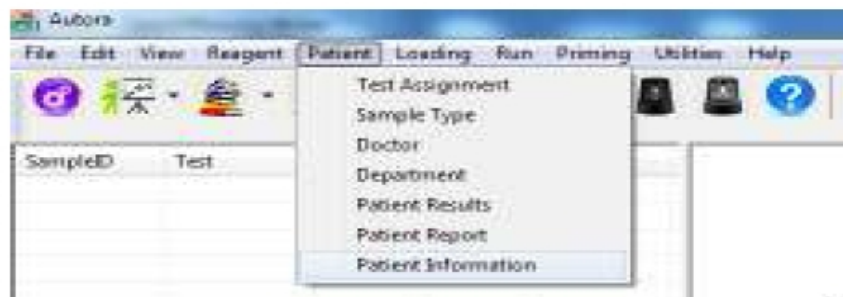 Autora
File Edit View Reagent Patient Loading Run Priming Utilities Help
Test Assignment
Sample Type
Doctor
Department
Patient Results
Patient Report
Patient Information
SampleID Test